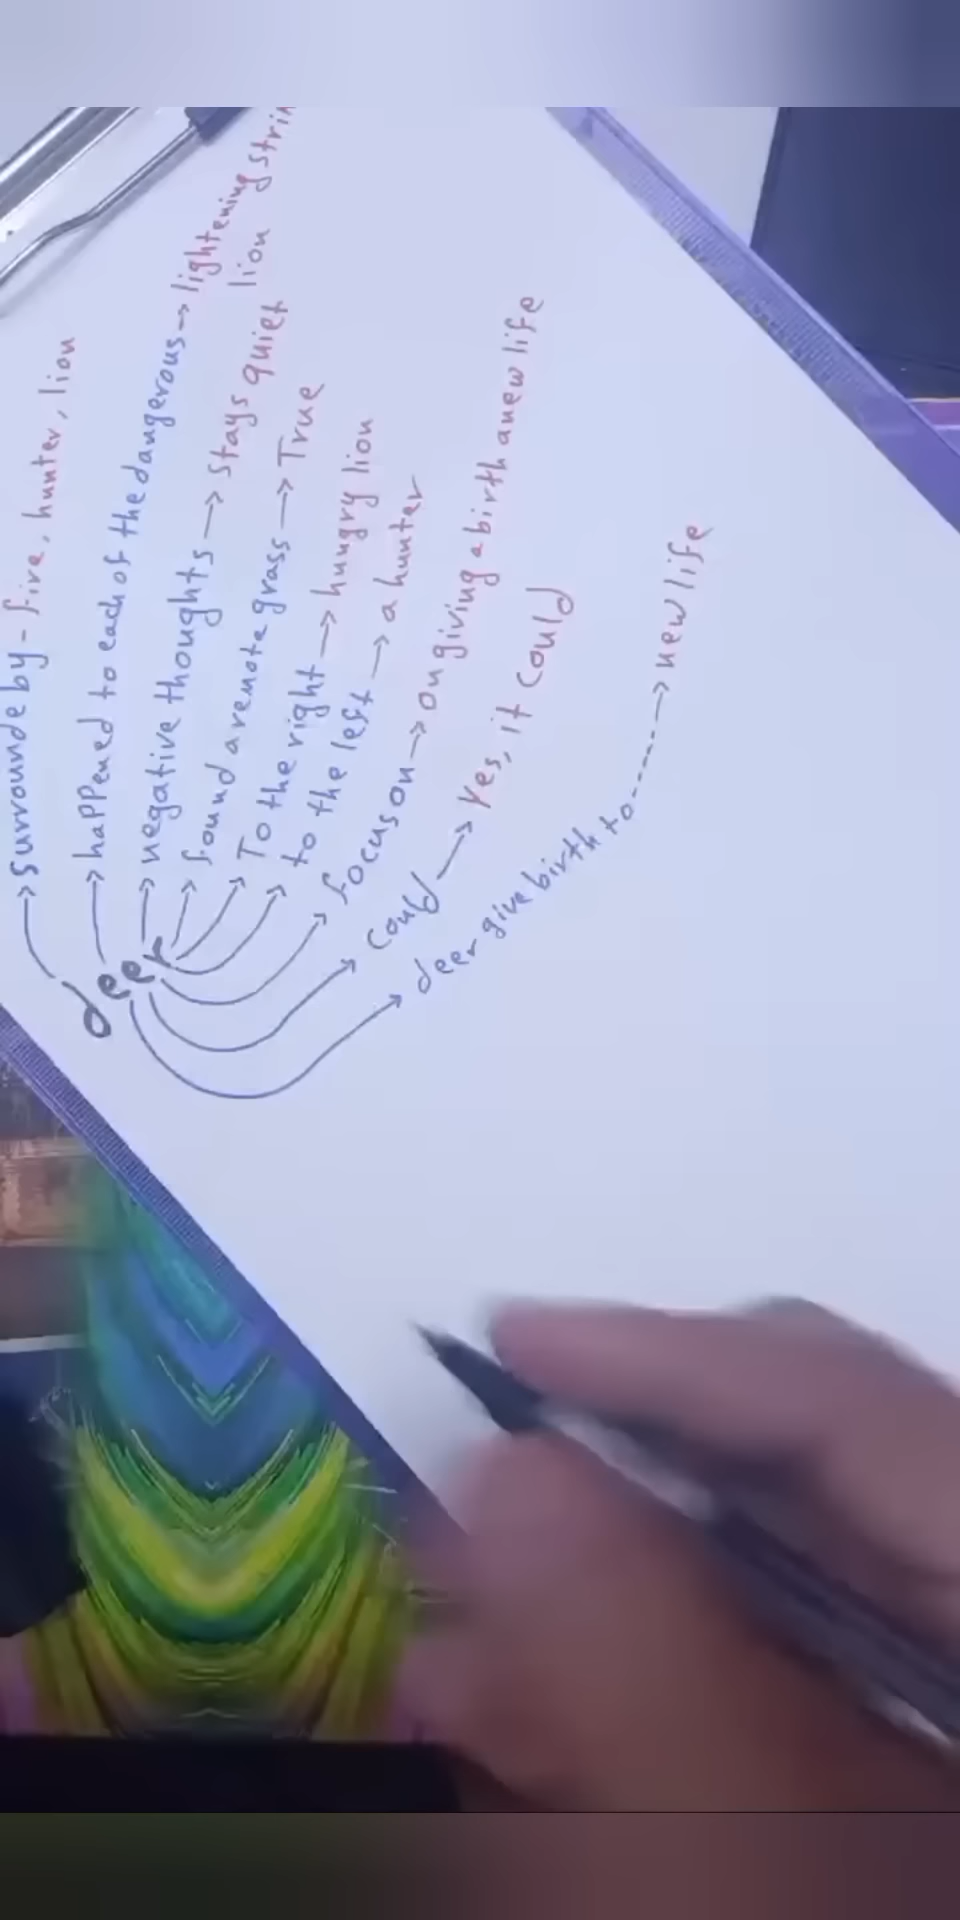 deer
surrounde by - fire, hunter, lion
happened to each of the dangerous → lightening
lion
negative thoughts → stays quiet
found a remote grass → True
To the right → hungry lion
to the left → a hunter
focus on → on giving a birth a new life
Could → Yes, it could
deer give birth to ------→ new life